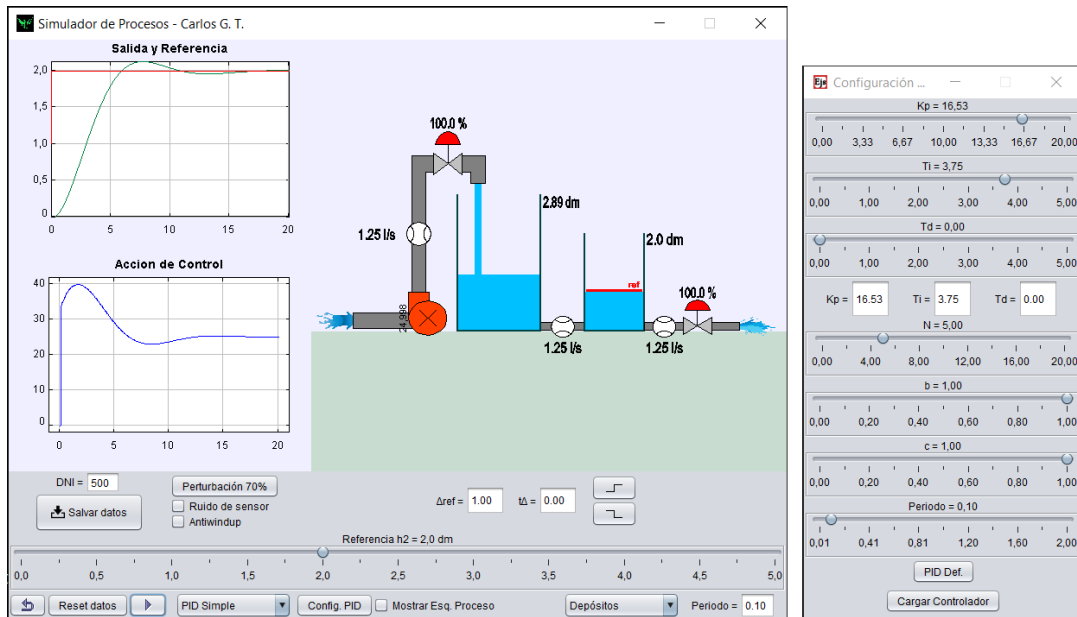 Simulador de Procesos - Carlos G. T.
Salida y Referencia
2,0
1,5
1,0
0,5
0
0 5 10 15 20
Accion de Control
40
30
20
10
0
0 5 10 15 20
100.0 %
2.89 dm
1.25 l/s
2.0 dm
ref
100.0 %
24,998
1.25 l/s 1.25 l/s
DNI = 500
Salvar datos
Perturbación 70%
Ruido de sensor
Antiwindup
Δref = 1.00 tΔ = 0.00
Referencia h2 = 2,0 dm
0,0 0,5 1,0 1,5 2,0 2,5 3,0 3,5 4,0 4,5 5,0
Reset datos PID Simple Config. PID Mostrar Esq. Proceso Depósitos Periodo = 0.10
Ejs Configuración ...
Kp = 16,53
0,00 3,33 6,67 10,00 13,33 16,67 20,00
Ti = 3,75
0,00 1,00 2,00 3,00 4,00 5,00
Td = 0,00
0,00 1,00 2,00 3,00 4,00 5,00
Kp = 16.53 Ti = 3.75 Td = 0.00
N = 5,00
0,00 4,00 8,00 12,00 16,00 20,00
b = 1,00
0,00 0,20 0,40 0,60 0,80 1,00
c = 1,00
0,00 0,20 0,40 0,60 0,80 1,00
Periodo = 0,10
0,01 0,41 0,81 1,20 1,60 2,00
PID Def.
Cargar Controlador